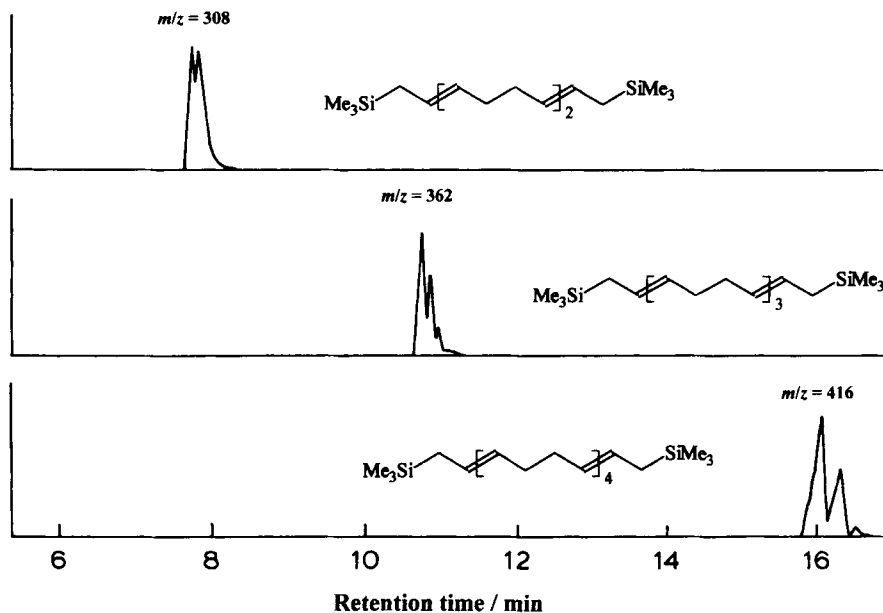 m/z = 308
Me3Si
SiMe3
2
m/z = 362
Me3Si
SiMe3
3
m/z = 416
Me3Si
SiMe3
4
6 8 10 12 14 16
Retention time / min